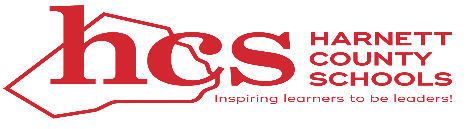 hcs
HARNETT
COUNTY
SCHOOLS
Inspiring learners to be leaders!